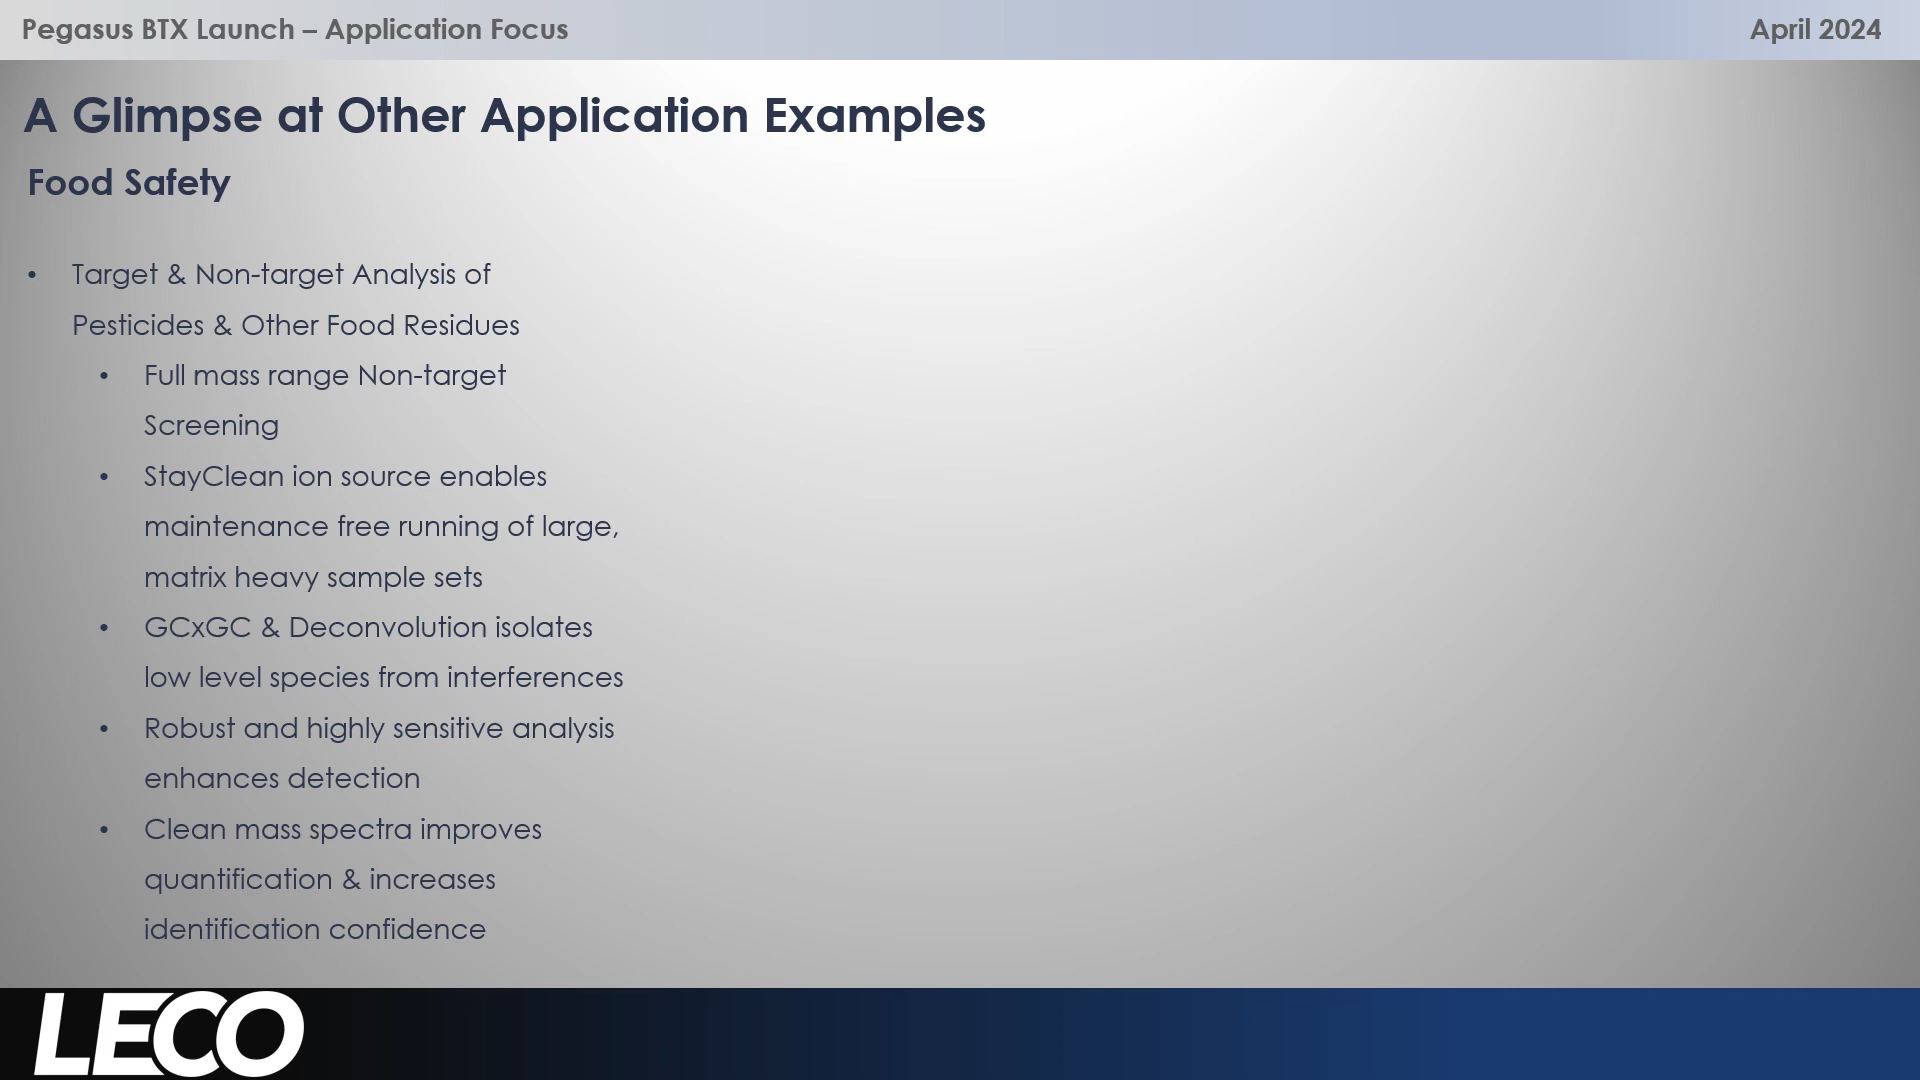 Pegasus BTX Launch – Application Focus
April 2024
A Glimpse at Other Application Examples
Food Safety
• Target & Non-target Analysis of
Pesticides & Other Food Residues
• Full mass range Non-target
Screening
• StayClean ion source enables
maintenance free running of large,
matrix heavy sample sets
• GCxGC & Deconvolution isolates
low level species from interferences
• Robust and highly sensitive analysis
enhances detection
• Clean mass spectra improves
quantification & increases
identification confidence
LECO